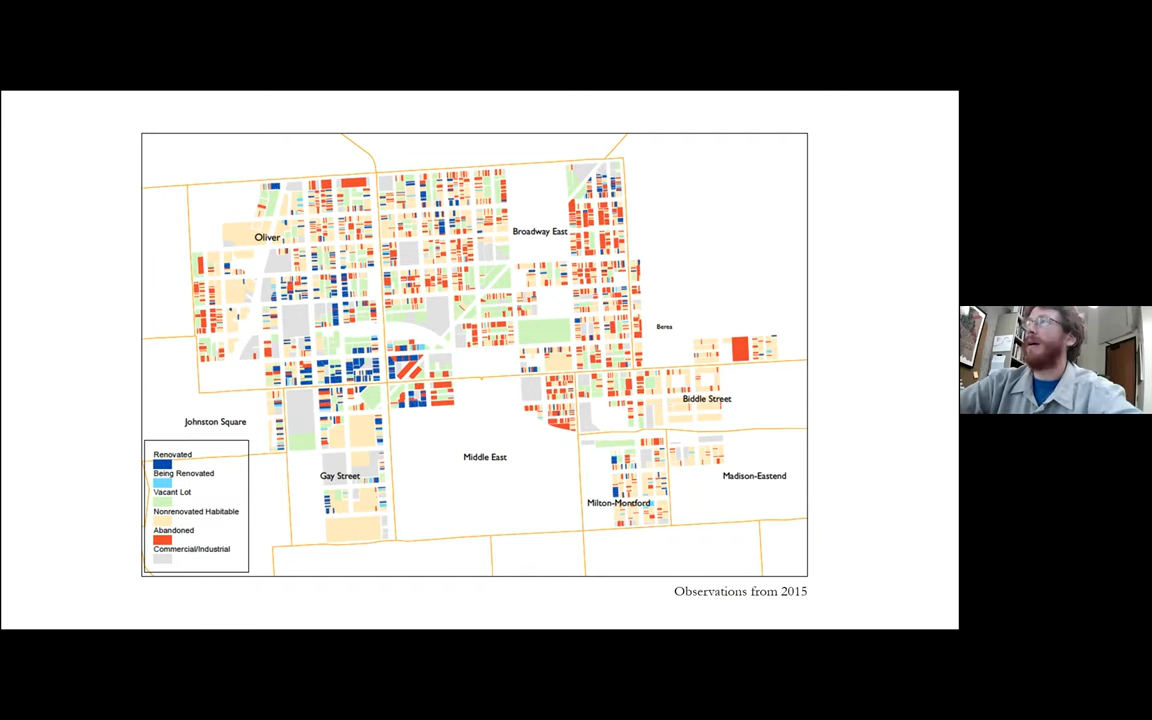 Oliver
Broadway East
Berea
Biddle Street
Johnston Square
Middle East
Gay Street
Madison-Eastend
Milton-Montford
Renovated
Being Renovated
Vacant Lot
Nonrenovated Habitable
Abandoned
Commercial/Industrial
Observations from 2015